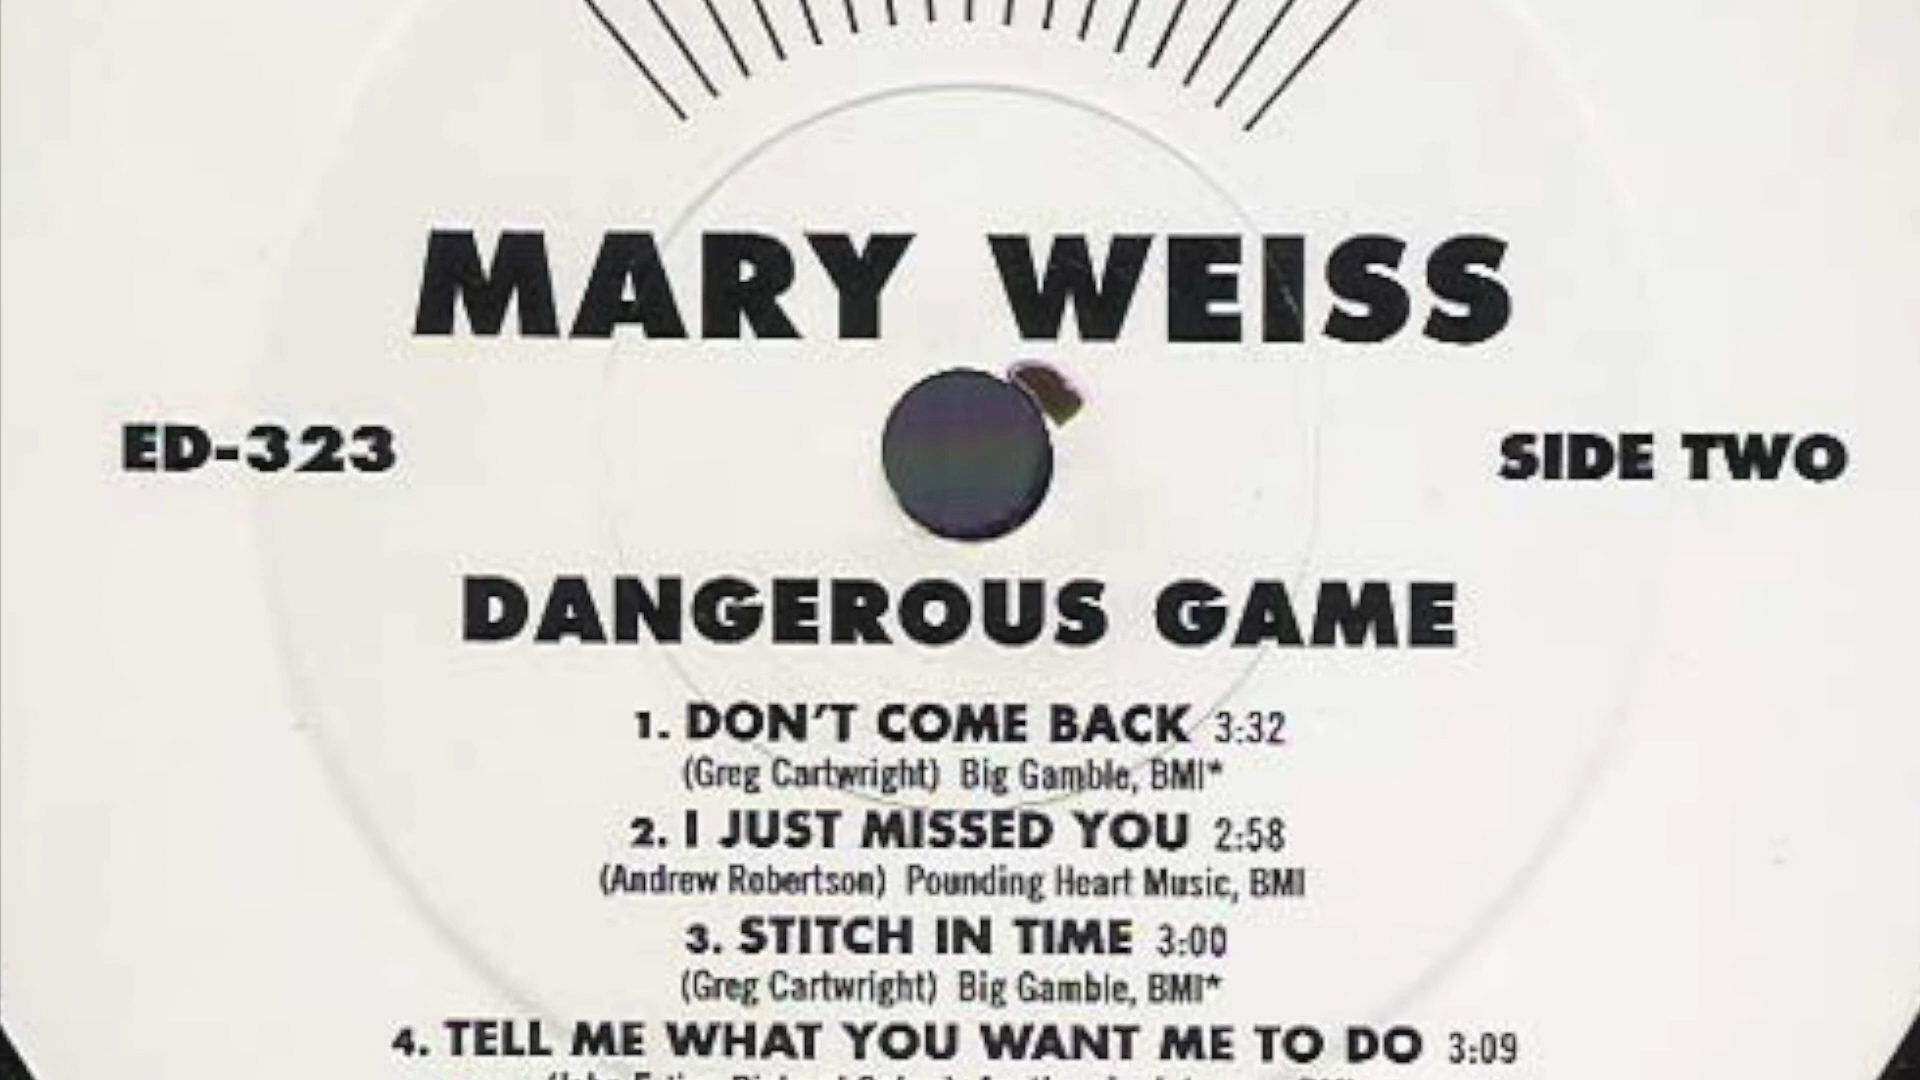 MARY WEISS
ED-323
SIDE TWO
DANGEROUS GAME
1. DON'T COME BACK 3:32
(Greg Cartwright) Big Gamble, BMI*
2. I JUST MISSED YOU 2:58
(Andrew Robertson) Pounding Heart Music, BMI
3. STITCH IN TIME 3:00
(Greg Cartwright) Big Gamble, BMI*
4. TELL ME WHAT YOU WANT ME TO DO 3:09